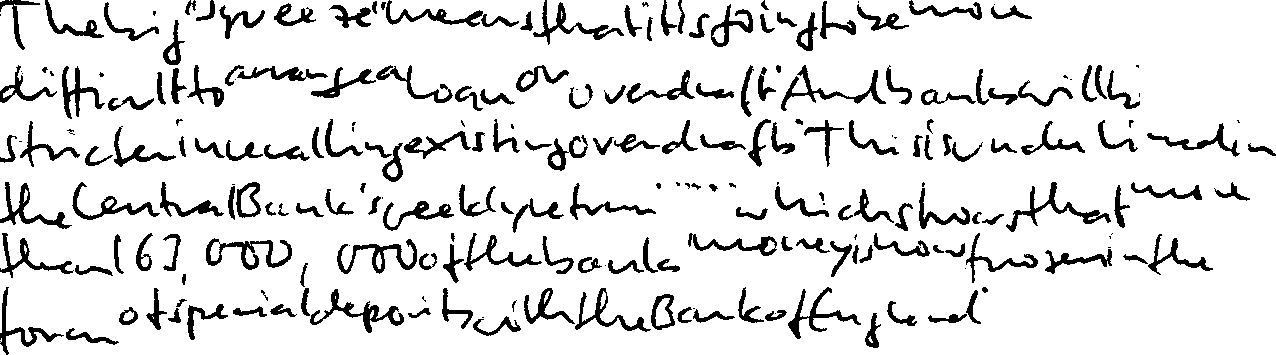 The big "squeeze" means that it is going to be more
difficult to arrange a loan or overdraft. And banks will be
stricter in recalling existing overdrafts. This is underlined in
the Central Bank's weekly return ..... which shows that more
than 163, 000, 000 of the banks money is now frozen in the
form of special deposits with the Bank of England.